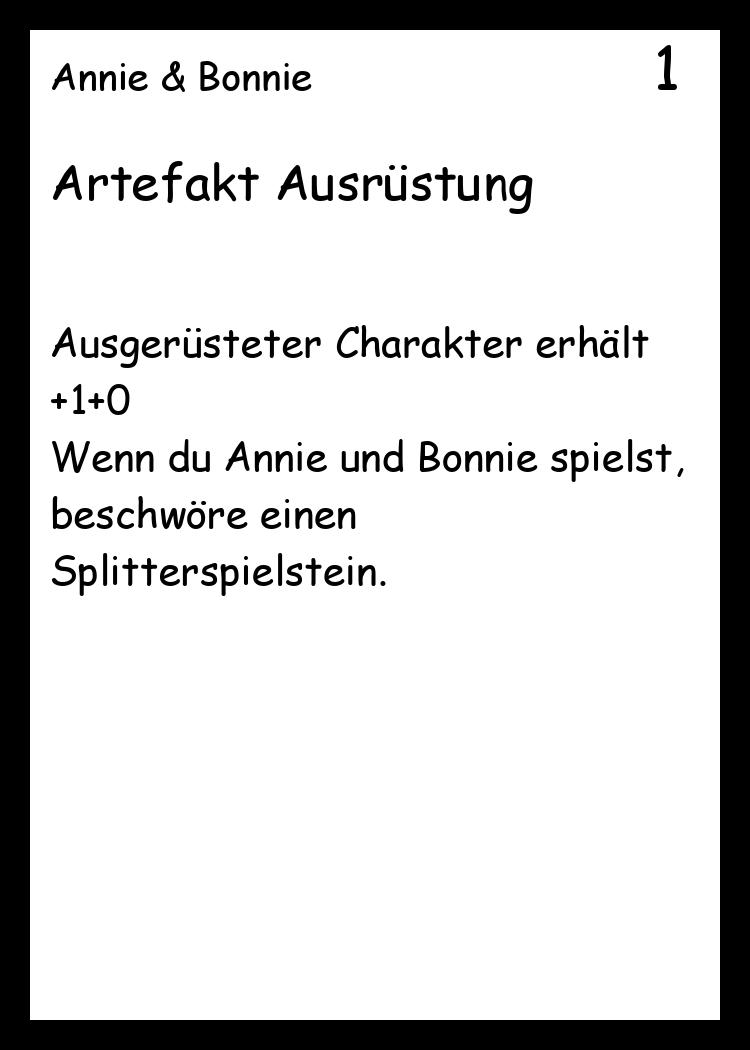 Annie & Bonnie 1
Artefakt Ausrüstung
Ausgerüsteter Charakter erhält
+1+0
Wenn du Annie und Bonnie spielst,
beschwöre einen
Splitterspielstein.